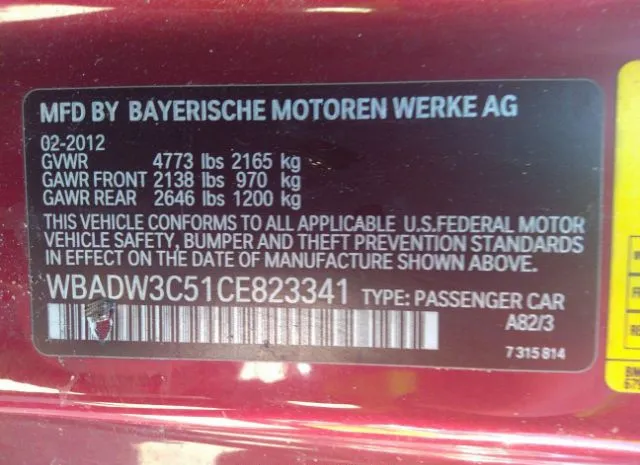 MFD BY BAYERISCHE MOTOREN WERKE AG
02-2012
GVWR 4773 lbs 2165 kg
GAWR FRONT 2138 lbs 970 kg
GAWR REAR 2646 lbs 1200 kg
THIS VEHICLE CONFORMS TO ALL APPLICABLE U.S.FEDERAL MOTOR
VEHICLE SAFETY, BUMPER AND THEFT PREVENTION STANDARDS
IN EFFECT ON THE DATE OF MANUFACTURE SHOWN ABOVE.
WBADW3C51CE823341 TYPE: PASSENGER CAR
A82/3
7 315 814